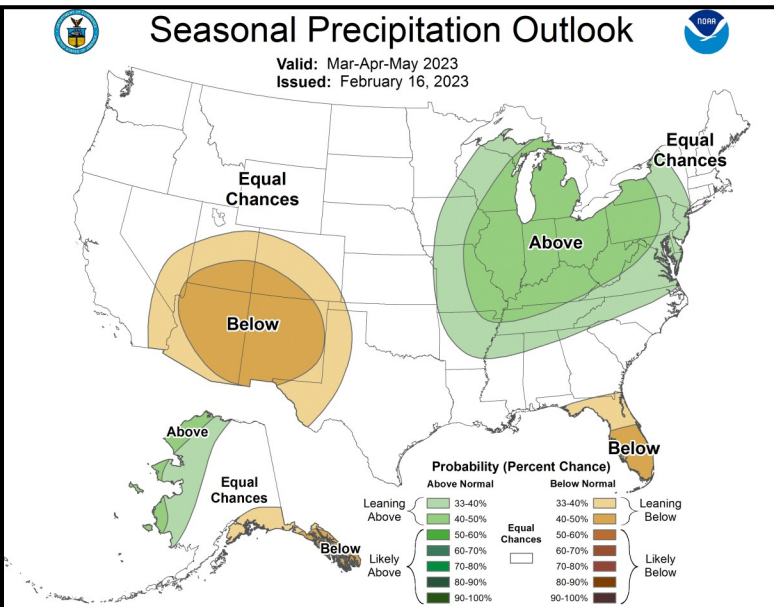 Seasonal Precipitation Outlook
NOAA
Valid: Mar-Apr-May 2023
Issued: February 16, 2023
Equal
Chances
Equal
Chances
Above
Below
Above
Equal
Chances
Below
Below
Probability (Percent Chance)
Above Normal
Below Normal
Leaning
Above
33-40%
40-50%
Likely
Above
50-60%
60-70%
70-80%
80-90%
90-100%
Equal
Chances
33-40%
40-50%
Leaning
Below
50-60%
60-70%
70-80%
80-90%
90-100%
Likely
Below